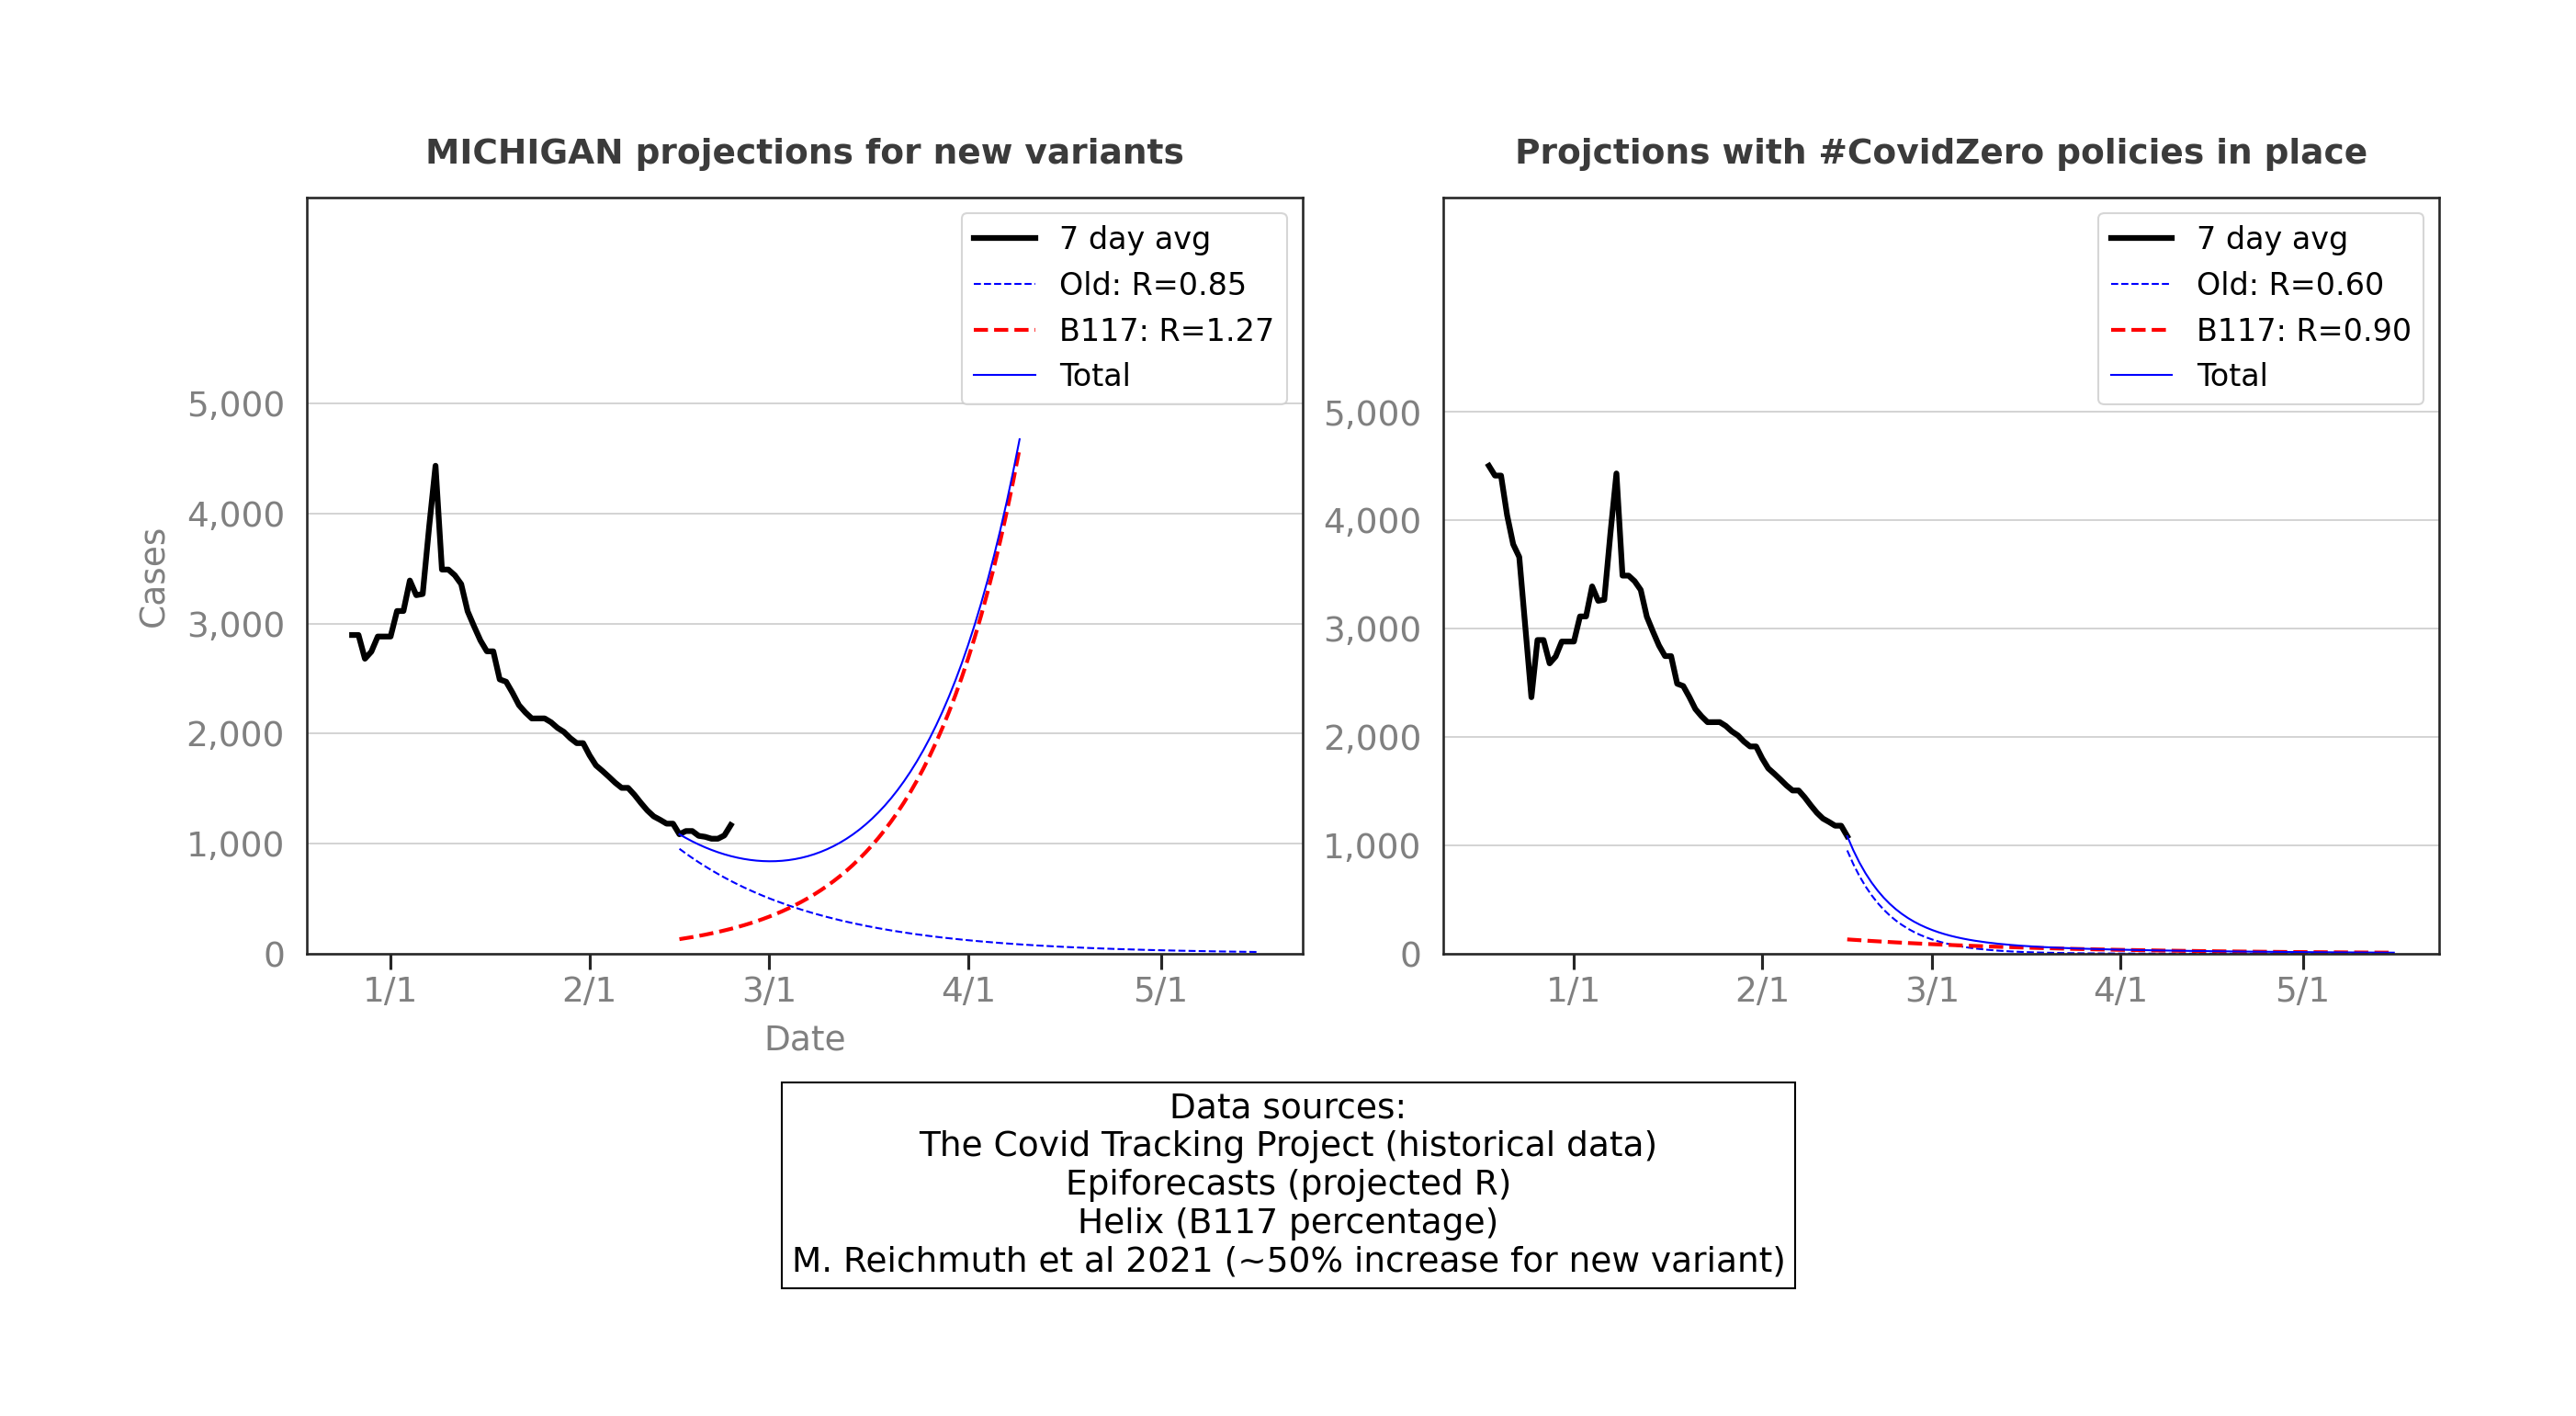 MICHIGAN projections for new variants
7 day avg
Old: R=0.85
B117: R=1.27
Total
5,000
4,000
3,000
2,000
1,000
0
Cases
1/1
2/1
3/1
4/1
5/1
Date
Projctions with #CovidZero policies in place
7 day avg
Old: R=0.60
B117: R=0.90
Total
5,000
4,000
3,000
2,000
1,000
0
1/1
2/1
3/1
4/1
5/1
Data sources:
The Covid Tracking Project (historical data)
Epiforecasts (projected R)
Helix (B117 percentage)
M. Reichmuth et al 2021 (~50% increase for new variant)